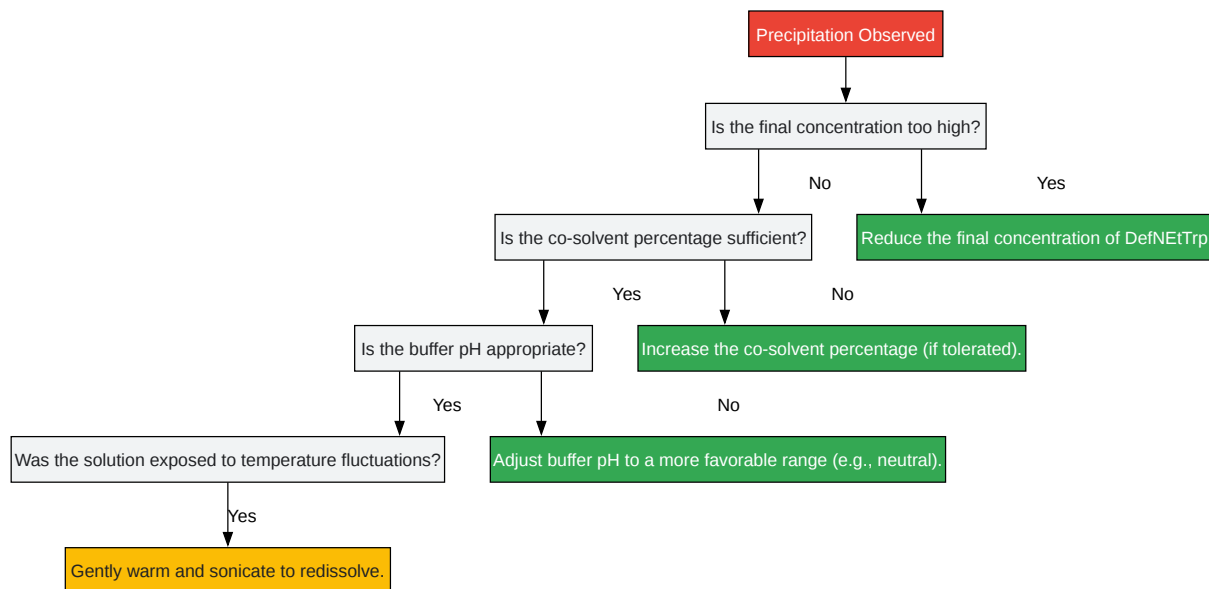 Precipitation Observed
Is the final concentration too high?
No
Yes
Is the co-solvent percentage sufficient?
Reduce the final concentration of DefNEtTrp
Yes
No
Is the buffer pH appropriate?
Increase the co-solvent percentage (if tolerated).
Yes
No
Was the solution exposed to temperature fluctuations?
Adjust buffer pH to a more favorable range (e.g., neutral).
Yes
Gently warm and sonicate to redissolve.